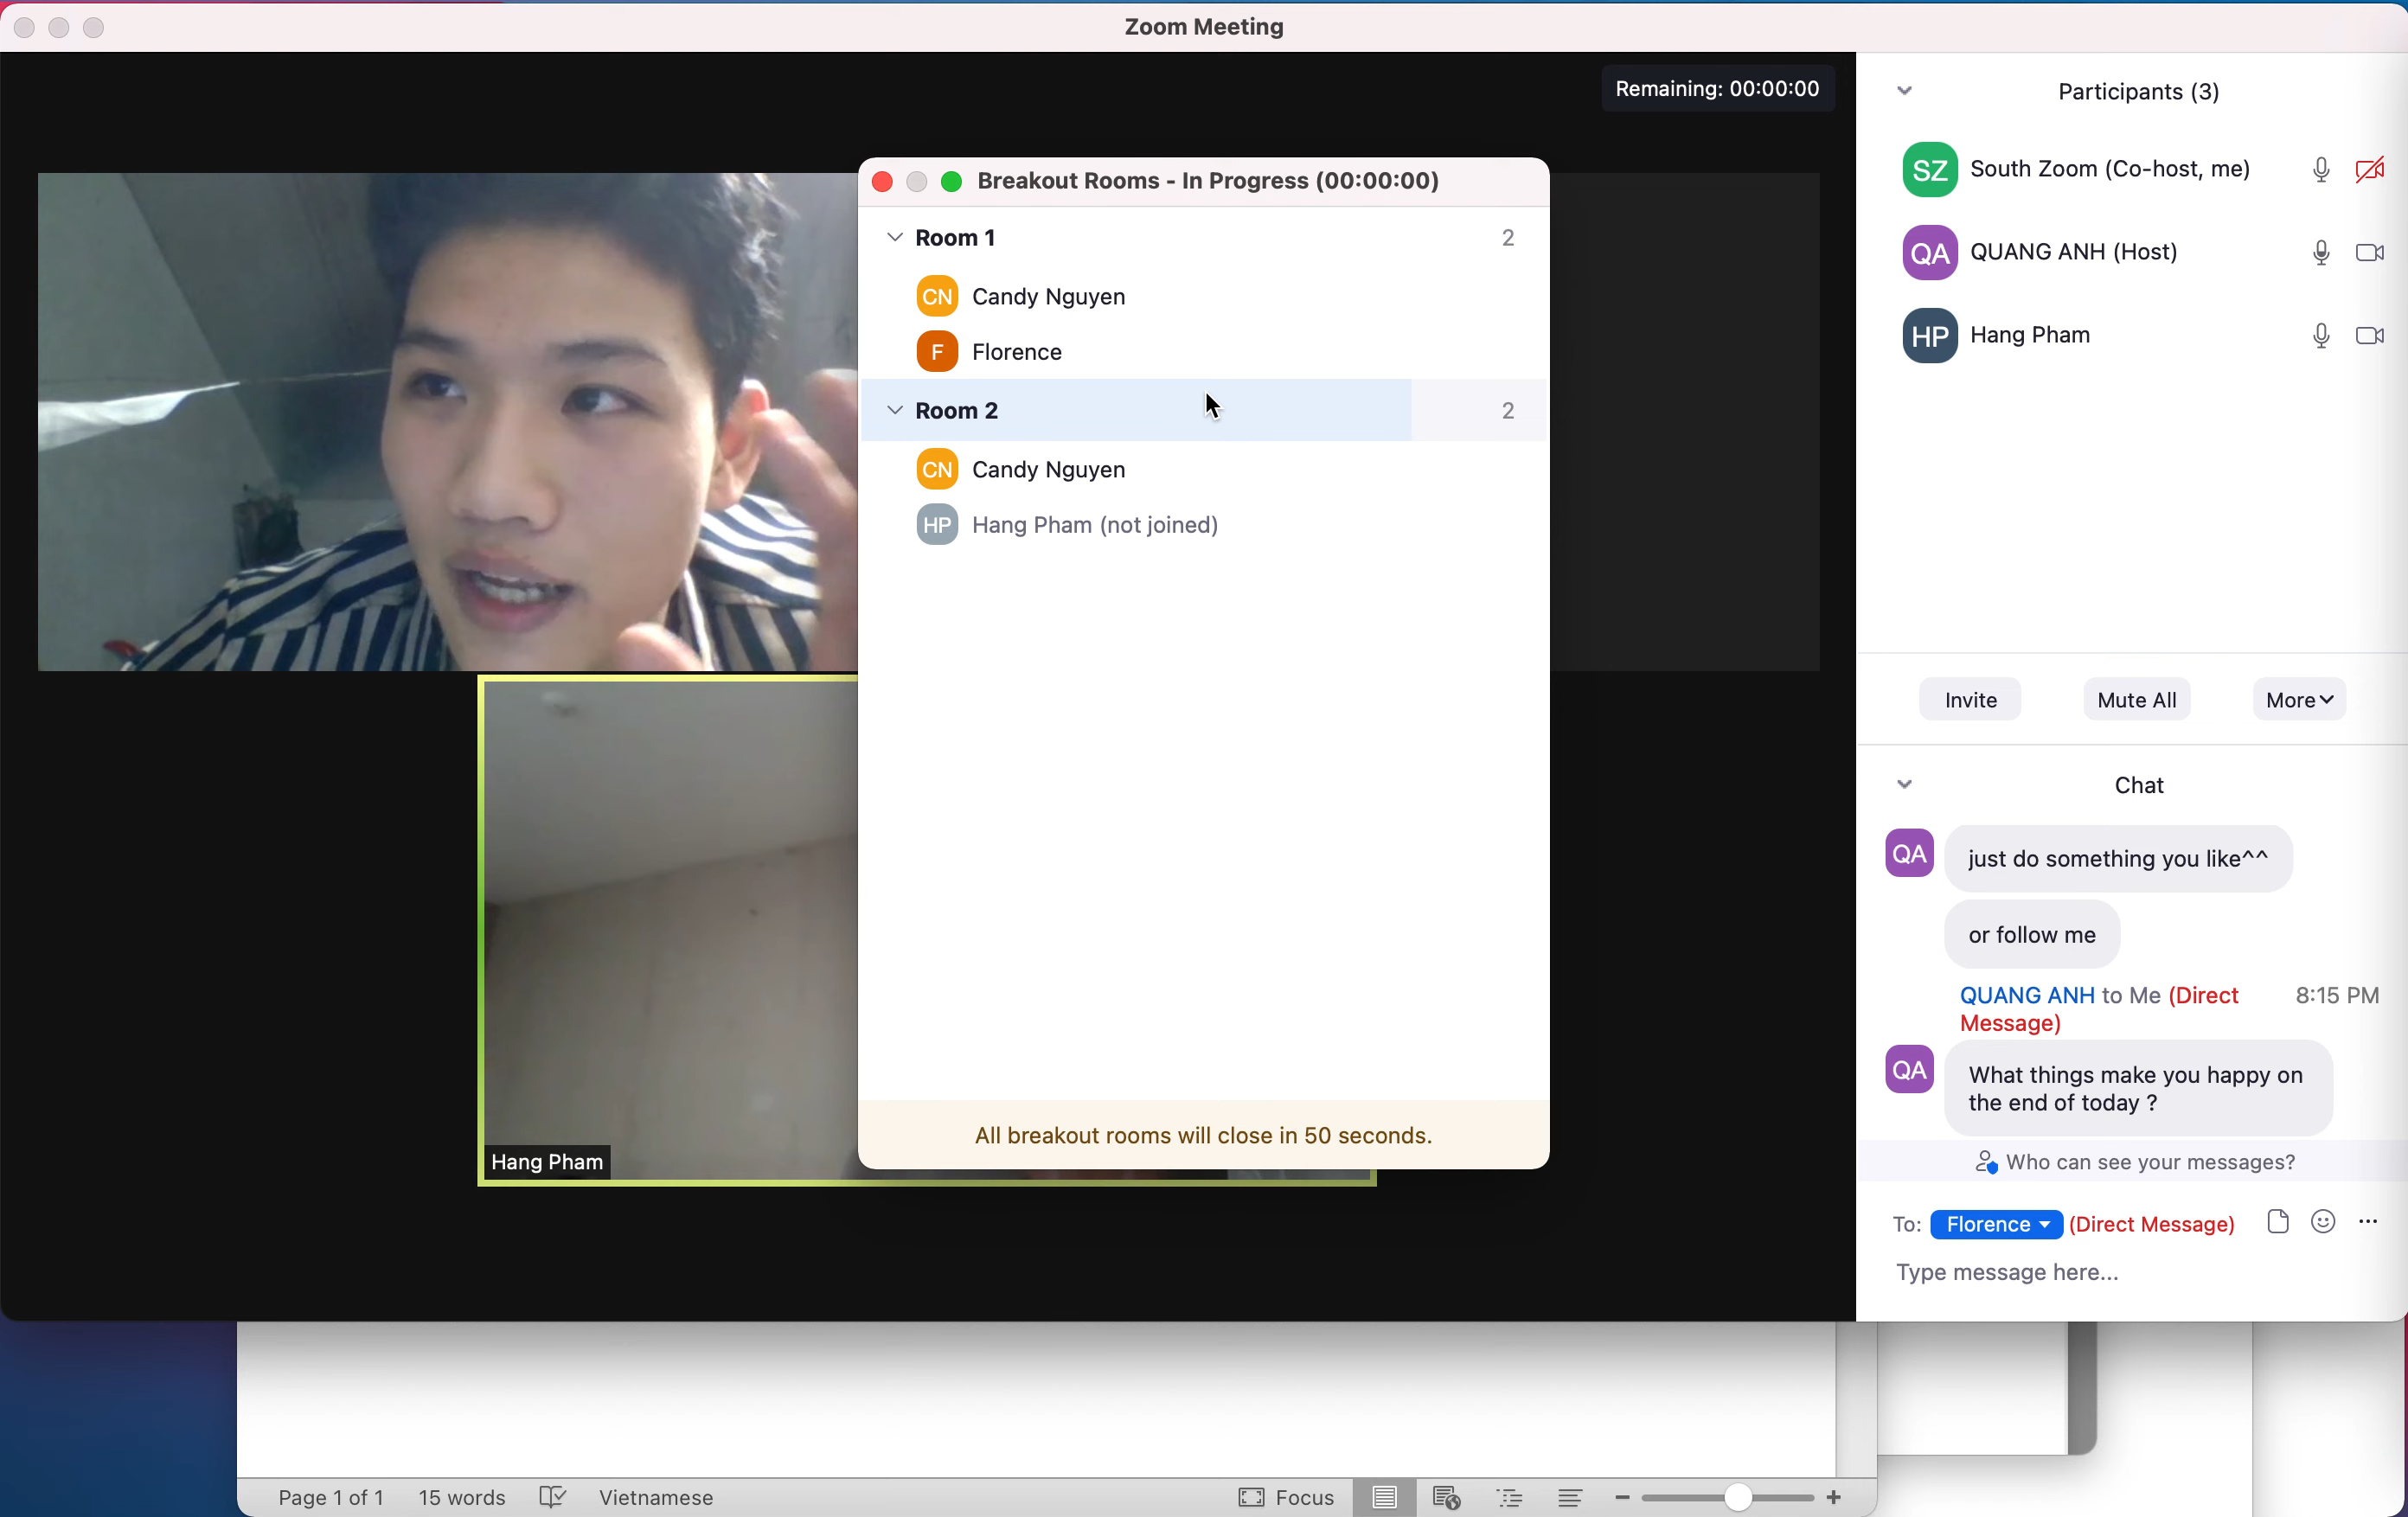 Zoom Meeting
Remaining: 00:00:00
Breakout Rooms - In Progress (00:00:00)
Room 1 2
CN Candy Nguyen
F Florence
Room 2 2
CN Candy Nguyen
HP Hang Pham (not joined)
All breakout rooms will close in 50 seconds.
Hang Pham
Participants (3)
SZ South Zoom (Co-host, me)
QA QUANG ANH (Host)
HP Hang Pham
Invite Mute All More
Chat
QA just do something you like^^
or follow me
QUANG ANH to Me (Direct 8:15 PM
Message)
QA What things make you happy on
the end of today ?
Who can see your messages?
To: Florence (Direct Message)
Type message here...
Page 1 of 1 15 words Vietnamese Focus